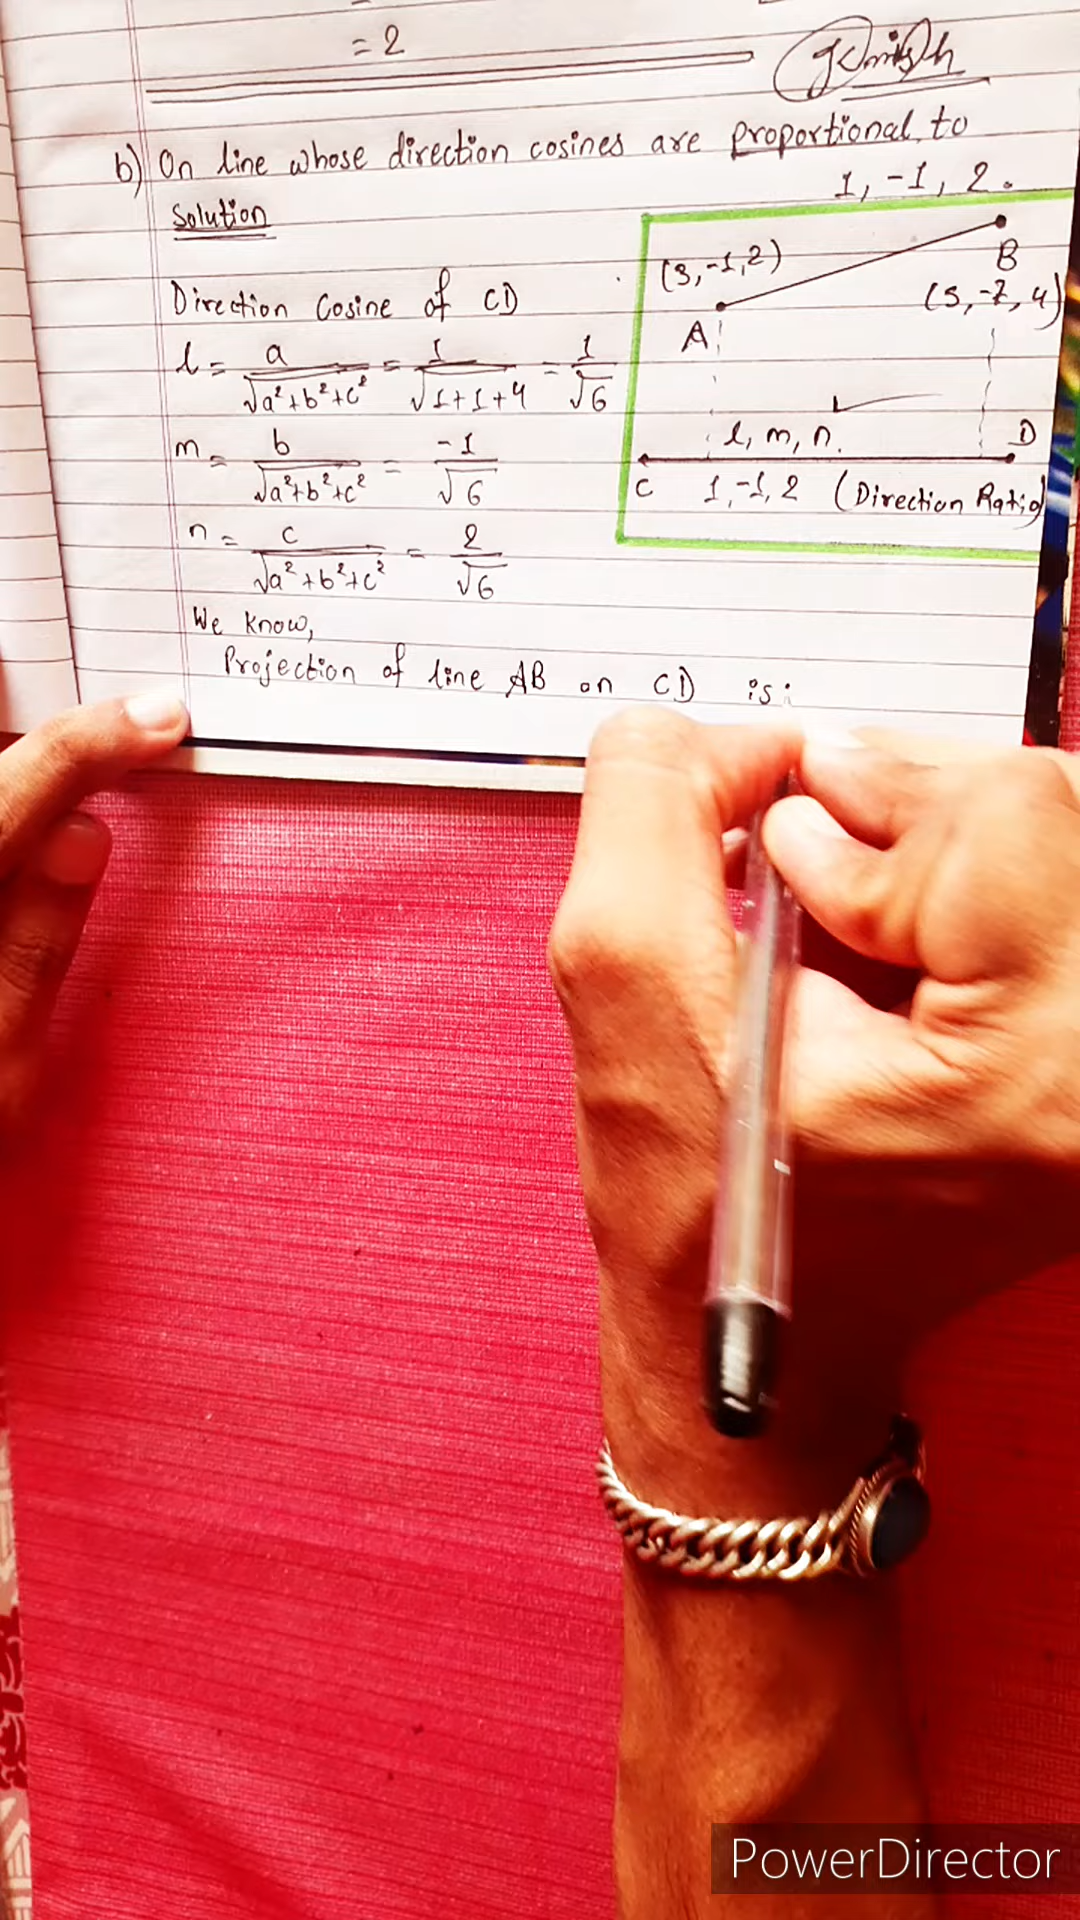 = 2
b) On line whose direction cosines are proportional to
1, -1, 2.
Solution
(3,-1,2)
B
(5,-7,4)
A
Direction Cosine of CD
l = a/√a²+b²+c² = 1/√1+1+4 = 1/√6
l, m, n.
D
m = b/√a²+b²+c² = -1/√6
C 1,-1,2 (Direction Ratio)
n = c/√a²+b²+c² = 2/√6
We know,
Projection of line AB on CD is:
PowerDirector